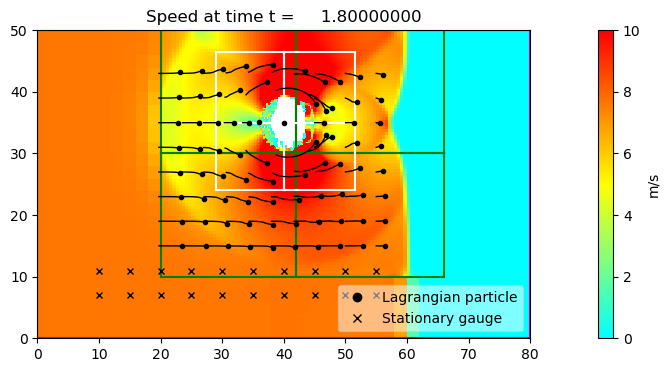 Speed at time t = 1.80000000
50
40
30
20
10
0
0 10 20 30 40 50 60 70 80
Lagrangian particle
Stationary gauge
10
8
6
4
2
0
m/s